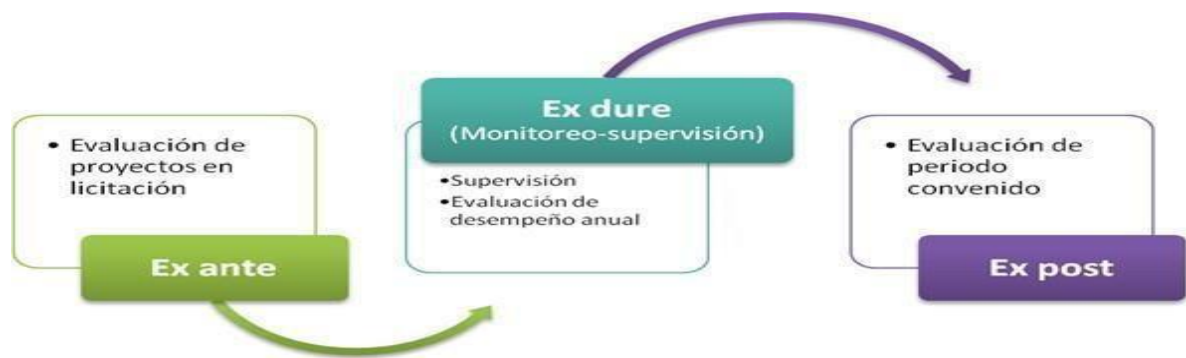 • Evaluación de
proyectos en
licitación
Ex ante
Ex dure
(Monitoreo-supervisión)
•Supervisión
•Evaluación de
desempeño anual
• Evaluación de
periodo
convenido
Ex post